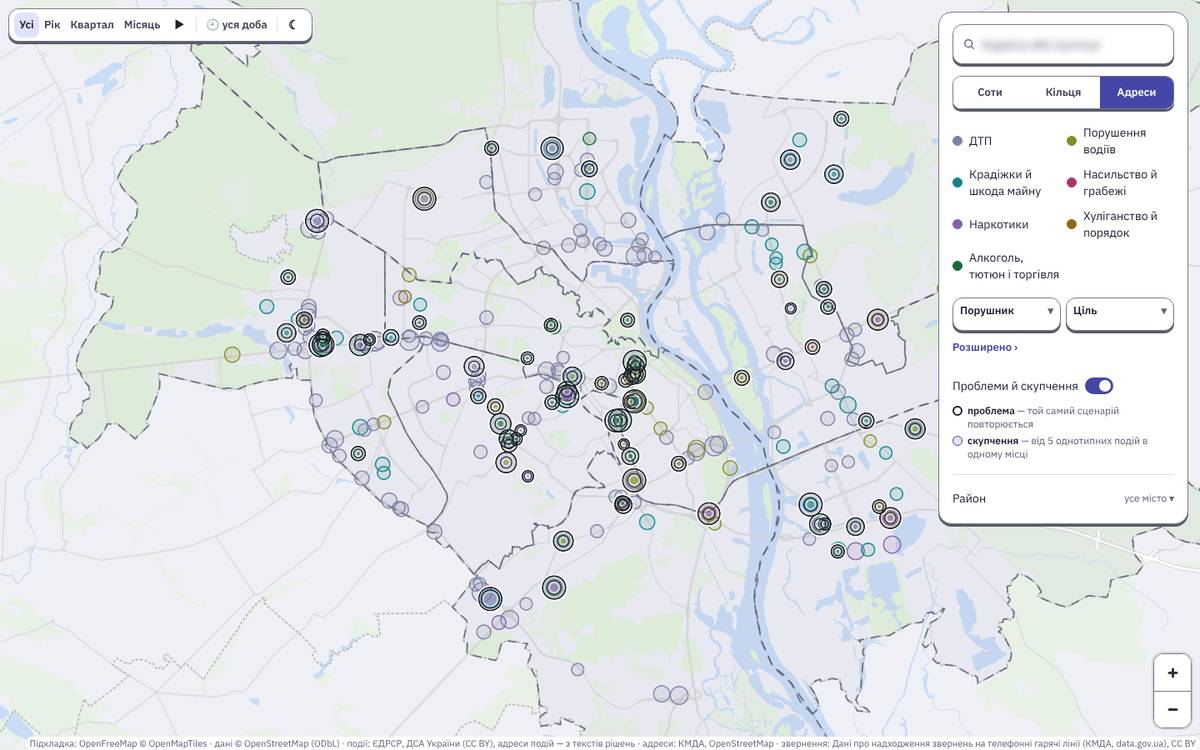 Усі Рік Квартал Місяць ▶ 🕘 уся доба ☾
Соти Кільця Адреси
ДТП
Порушення
водіїв
Крадіжки й
шкода майну
Насильство й
грабежі
Наркотики
Хуліганство й
порядок
Алкоголь,
тютюн і торгівля
Порушник ▾ Ціль ▾
Розширено ›
Проблеми й скупчення
проблема — той самий сценарій
повторюється
скупчення — від 5 однотипних подій в
одному місці
Район усе місто ▾
+
−
Підкладка: OpenFreeMap © OpenMapTiles · дані © OpenStreetMap (ODbL) · події: ЄДРСР, ДСА України (CC BY), адреси подій — з текстів рішень · адреси: КМДА, OpenStreetMap · звернення: Дані про надходження звернень на телефонні гарячі лінії (КМДА, data.gov.ua), CC BY